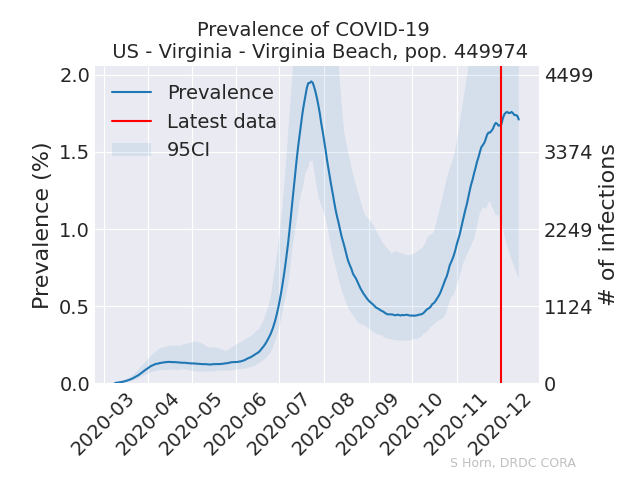 Prevalence of COVID-19
US - Virginia - Virginia Beach, pop. 449974
Prevalence (%)
2.0
1.5
1.0
0.5
0.0
Prevalence
Latest data
95CI
4499
3374
2249
1124
0
# of infections
2020-03
2020-04
2020-05
2020-06
2020-07
2020-08
2020-09
2020-10
2020-11
2020-12
S Horn, DRDC CORA